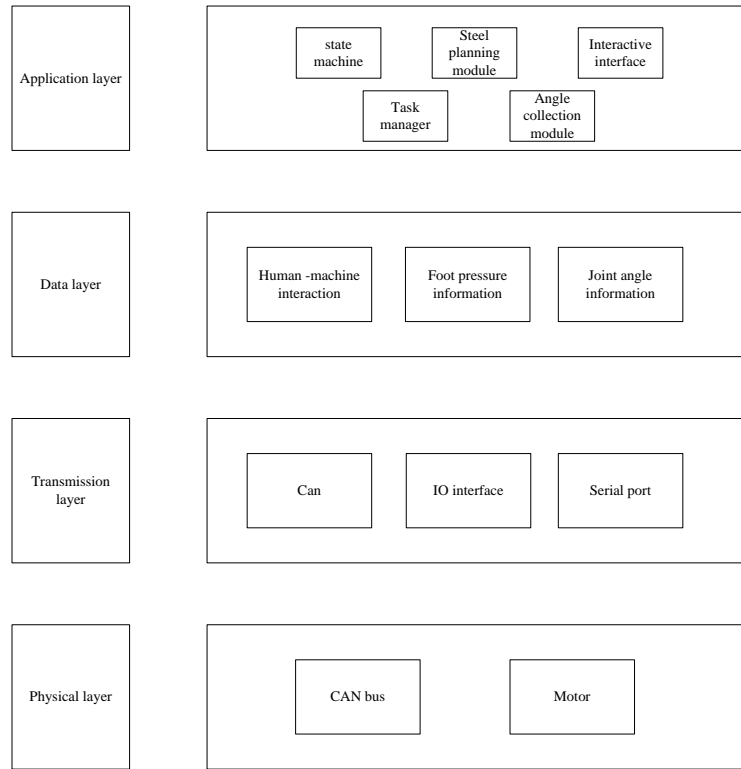 Application layer
state
machine
Steel
planning
module
Interactive
interface
Task
manager
Angle
collection
module
Data layer
Human -machine
interaction
Foot pressure
information
Joint angle
information
Transmission
layer
Can
IO interface
Serial port
Physical layer
CAN bus
Motor